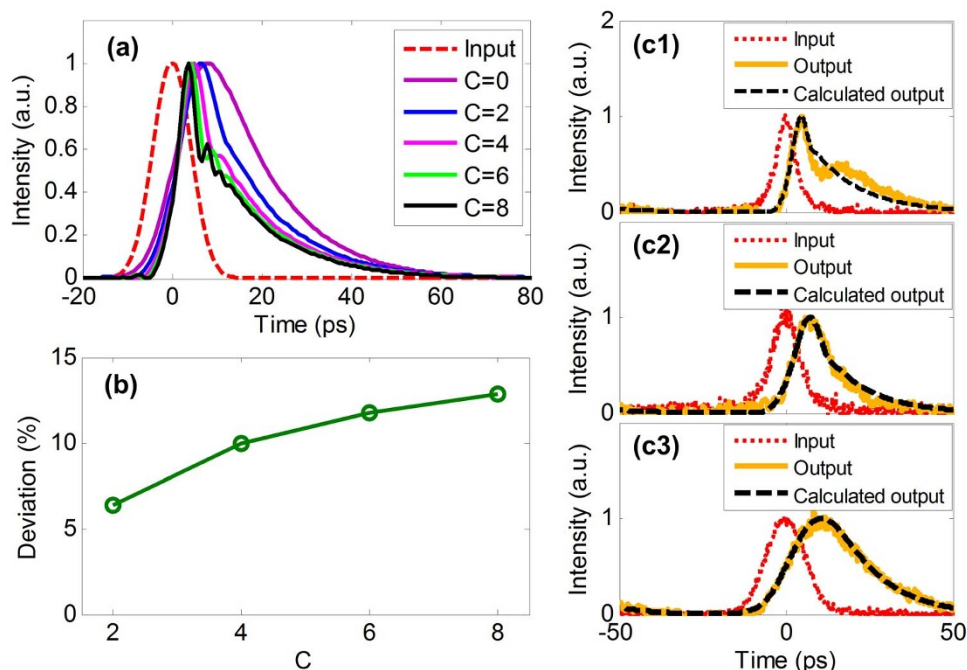 (a)
Input
C=0
C=2
C=4
C=6
C=8
Intensity (a.u.)
1
0.8
0.6
0.4
0.2
0
-20
0
20
40
60
80
Time (ps)
(b)
Deviation (%)
15
10
5
0
2
4
6
8
C
(c1)
Input
Output
Calculated output
Intensity (a.u.)
2
1
0
(c2)
Input
Output
Calculated output
Intensity (a.u.)
1
0
(c3)
Input
Output
Calculated output
Intensity (a.u.)
1
0
-50
0
50
Time (ps)